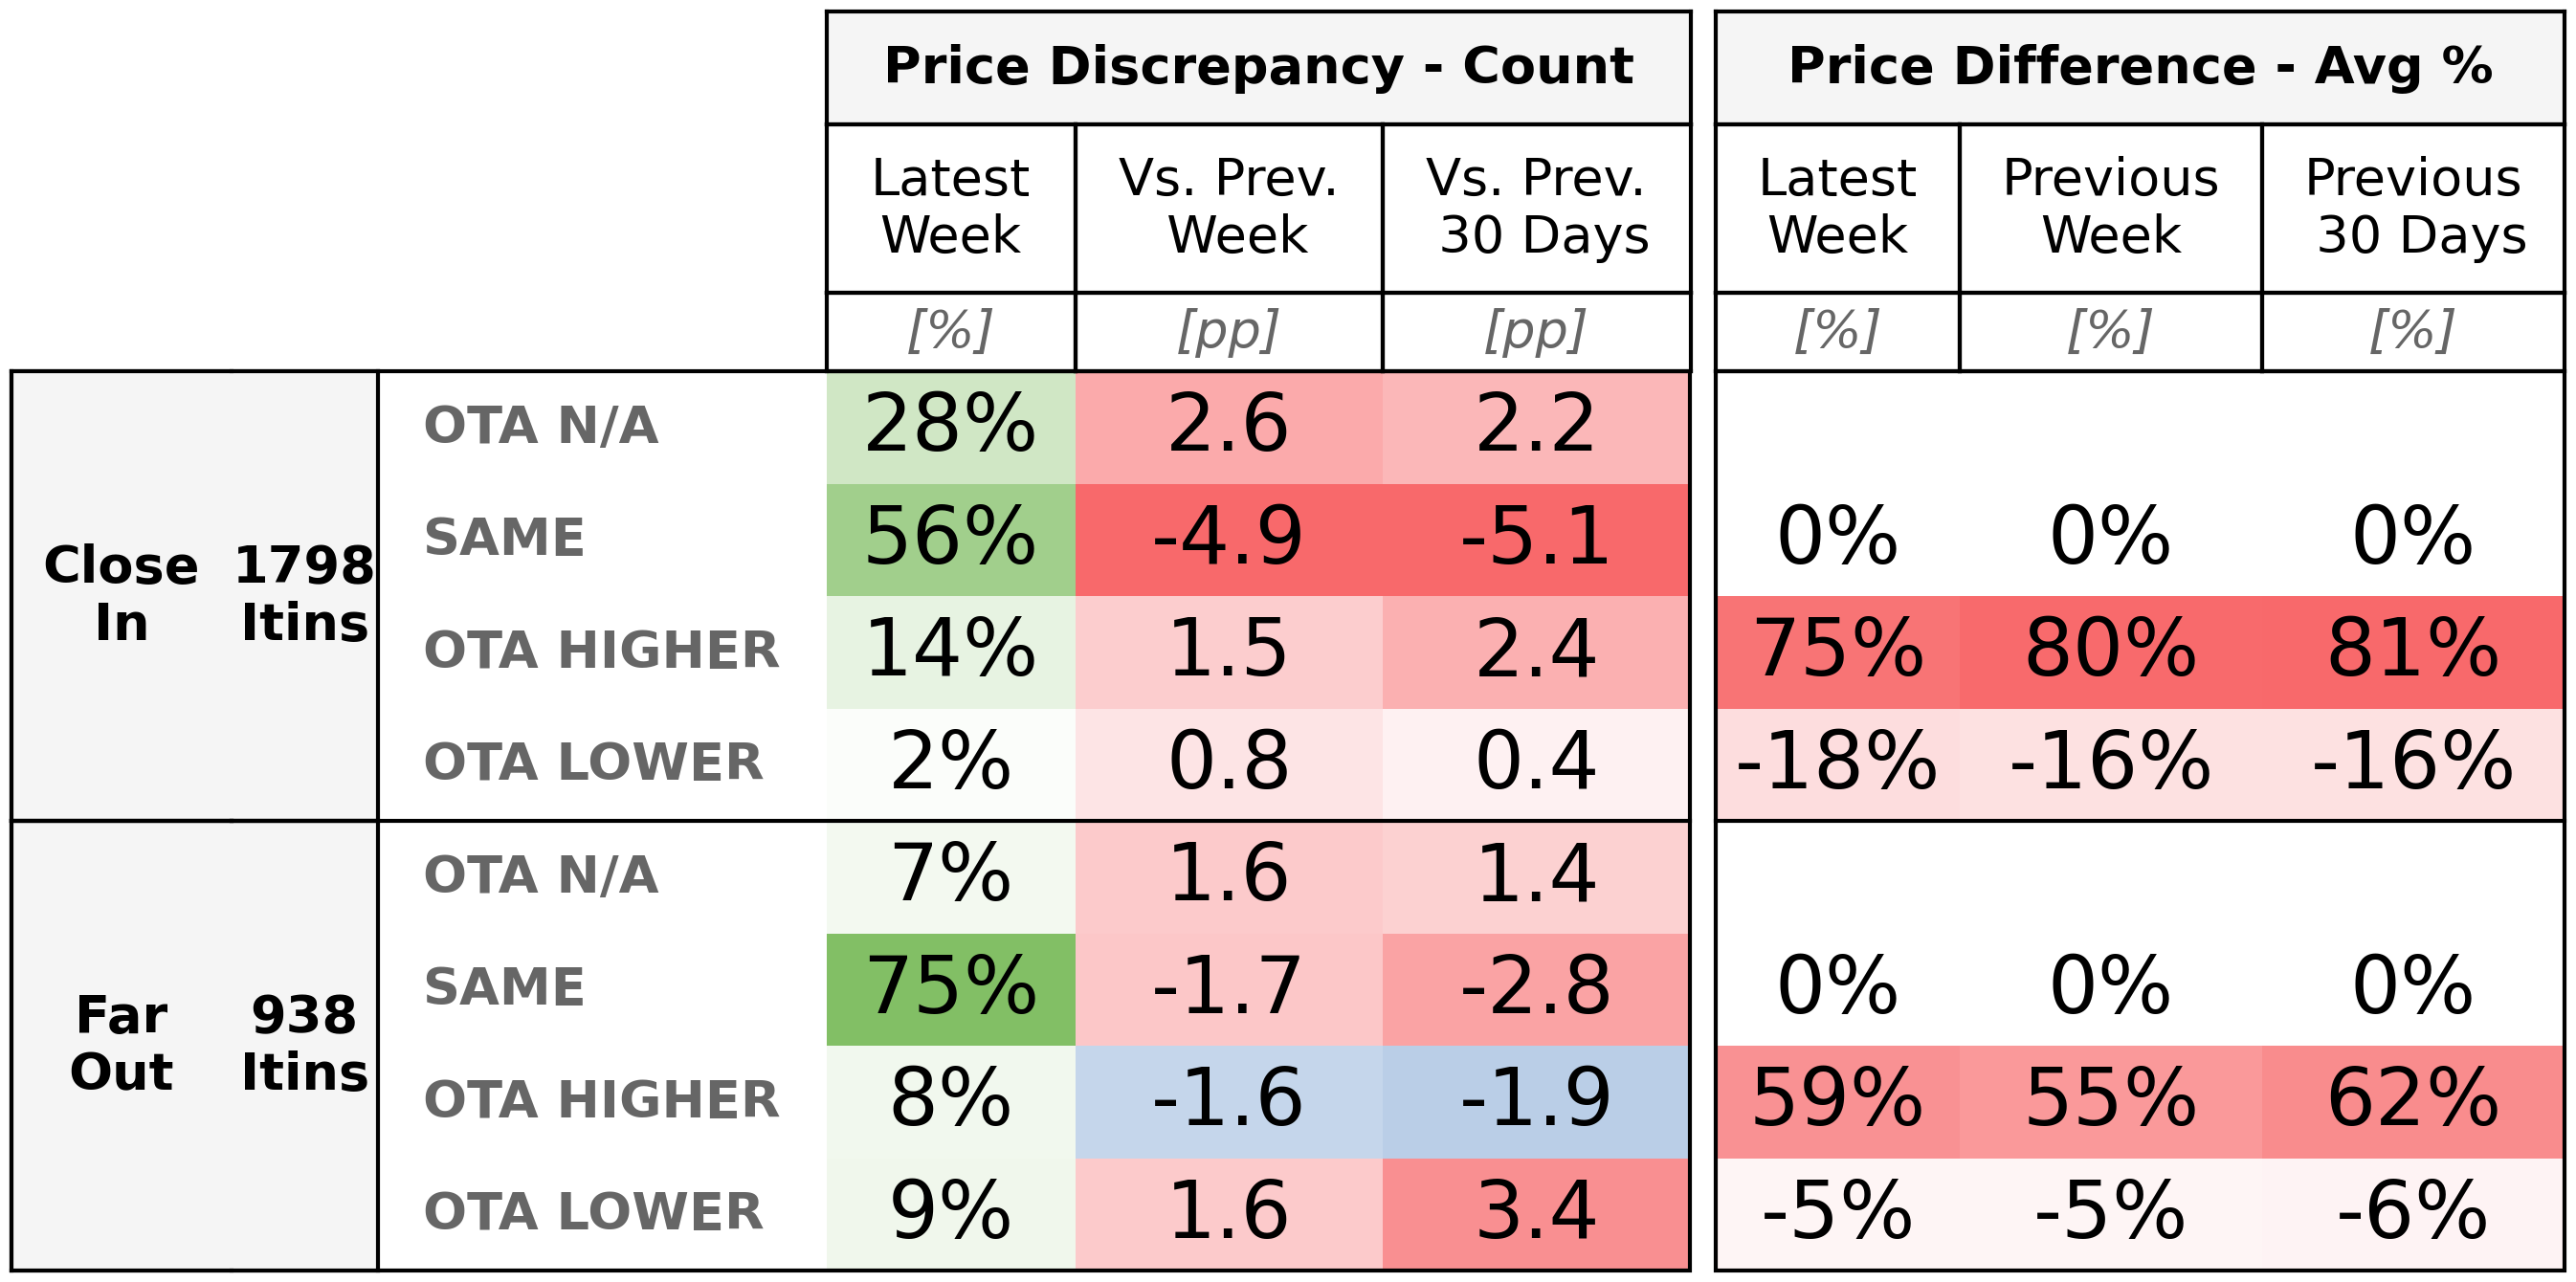 Price Discrepancy - Count Price Difference - Avg %
Latest Week Vs. Prev. Week Vs. Prev. 30 Days Latest Week Previous Week Previous 30 Days
[%] [pp] [pp] [%] [%] [%]
Close In 1798 Itins
OTA N/A 28% 2.6 2.2
SAME 56% -4.9 -5.1 0% 0% 0%
OTA HIGHER 14% 1.5 2.4 75% 80% 81%
OTA LOWER 2% 0.8 0.4 -18% -16% -16%
Far Out 938 Itins
OTA N/A 7% 1.6 1.4
SAME 75% -1.7 -2.8 0% 0% 0%
OTA HIGHER 8% -1.6 -1.9 59% 55% 62%
OTA LOWER 9% 1.6 3.4 -5% -5% -6%